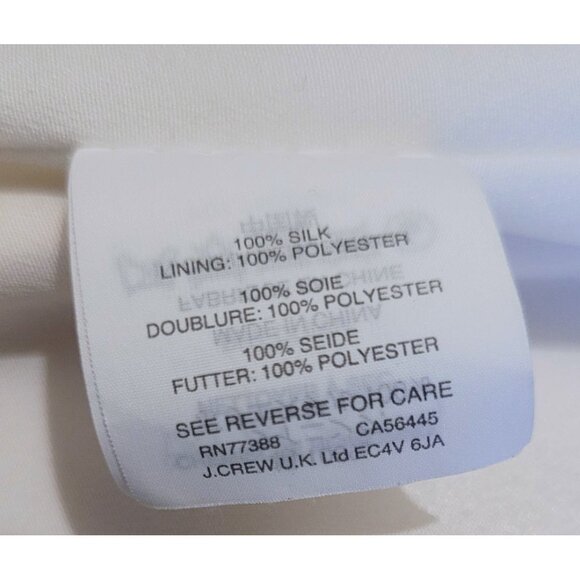 100% SILK
LINING: 100% POLYESTER
100% SOIE
DOUBLURE: 100% POLYESTER
100% SEIDE
FUTTER: 100% POLYESTER
SEE REVERSE FOR CARE
RN77388 CA56445
J.CREW U.K. Ltd EC4V 6JA